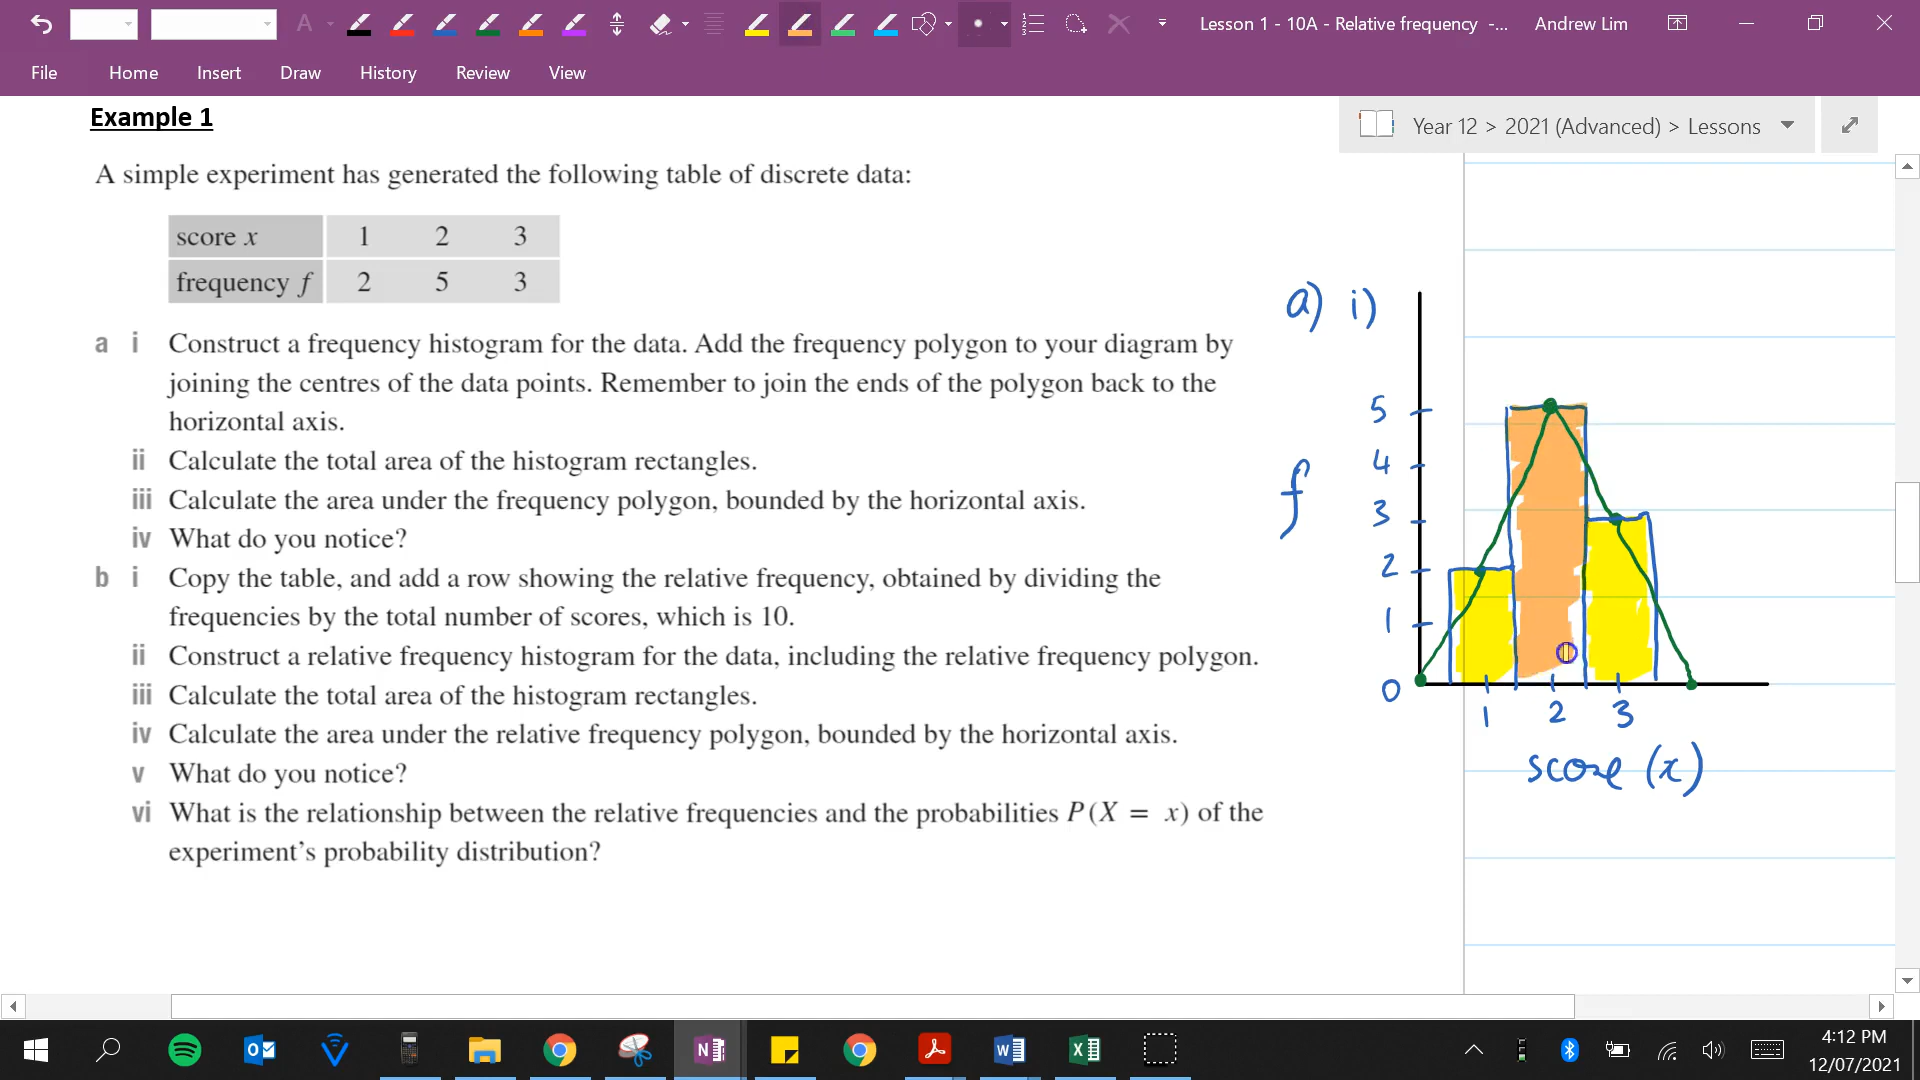 Lesson 1 - 10A - Relative frequency -... Andrew Lim
File Home Insert Draw History Review View
Example 1
Year 12 > 2021 (Advanced) > Lessons
A simple experiment has generated the following table of discrete data:
score x 1 2 3
frequency f 2 5 3
a) i)
a i Construct a frequency histogram for the data. Add the frequency polygon to your diagram by
joining the centres of the data points. Remember to join the ends of the polygon back to the
horizontal axis.
ii Calculate the total area of the histogram rectangles.
iii Calculate the area under the frequency polygon, bounded by the horizontal axis.
iv What do you notice?
b i Copy the table, and add a row showing the relative frequency, obtained by dividing the
frequencies by the total number of scores, which is 10.
ii Construct a relative frequency histogram for the data, including the relative frequency polygon.
iii Calculate the total area of the histogram rectangles.
iv Calculate the area under the relative frequency polygon, bounded by the horizontal axis.
v What do you notice?
vi What is the relationship between the relative frequencies and the probabilities P(X = x) of the
experiment's probability distribution?
5
4
f
3
2
1
0
1 2 3
score (x)
4:12 PM
12/07/2021